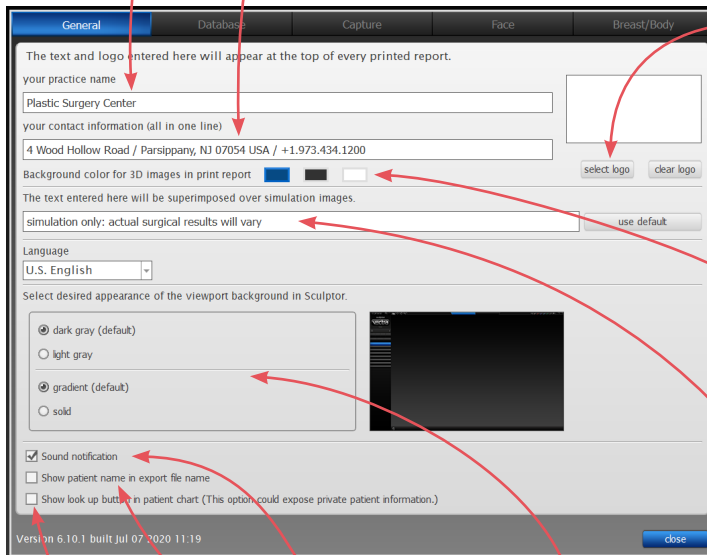 General Database Capture Face Breast/Body
The text and logo entered here will appear at the top of every printed report.
your practice name
Plastic Surgery Center
your contact information (all in one line)
4 Wood Hollow Road / Parsippany, NJ 07054 USA / +1.973.434.1200
select logo clear logo
Background color for 3D images in print report
The text entered here will be superimposed over simulation images.
simulation only: actual surgical results will vary
use default
Language
U.S. English
Select desired appearance of the viewport background in Sculptor.
dark gray (default)
light gray
gradient (default)
solid
Sound notification
Show patient name in export file name
Show look up button in patient chart (This option could expose private patient information.)
Version 6.10.1 built Jul 07 2020 11:19
close